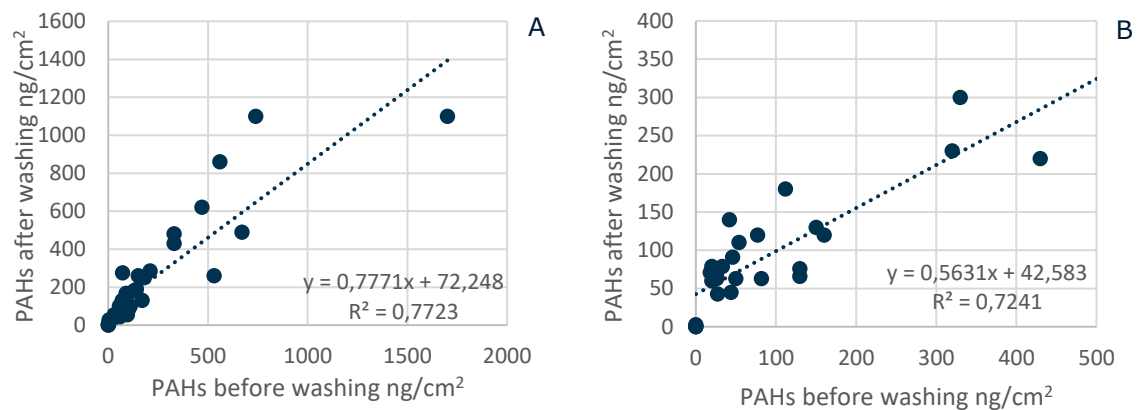 A
PAHs after washing ng/cm²
1600
1400
1200
1000
800
600
400
200
0
y = 0,7771x + 72,248
R² = 0,7723
0 500 1000 1500 2000
PAHs before washing ng/cm²
B
PAHs after washing ng/cm²
400
350
300
250
200
150
100
50
0
y = 0,5631x + 42,583
R² = 0,7241
0 100 200 300 400 500
PAHs before washing ng/cm²